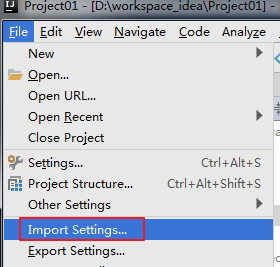 Project01 - [D:\workspace_idea\Project01] -
File Edit View Navigate Code Analyze
New
Open...
Open URL...
Open Recent
Close Project
Settings... Ctrl+Alt+S
Project Structure... Ctrl+Alt+Shift+S
Other Settings
Import Settings...
Export Settings...